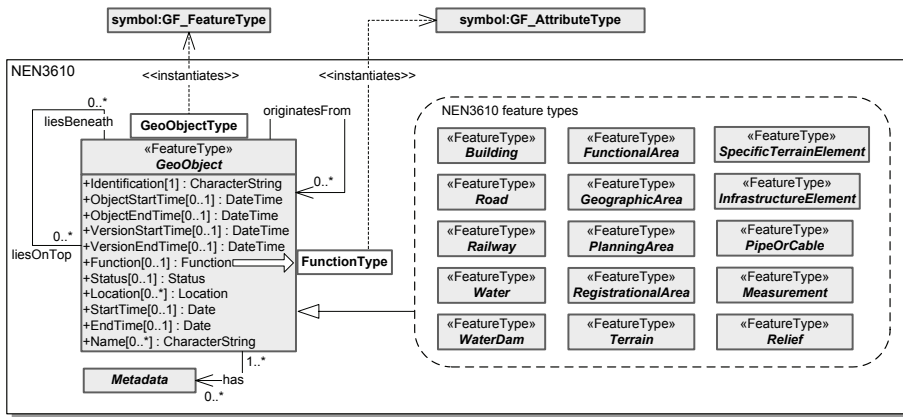 symbol:GF_FeatureType
symbol:GF_AttributeType
NEN3610
<<instantiates>>
<<instantiates>>
0..*
liesBeneath
GeoObjectType
originatesFrom
«FeatureType»
GeoObject
+Identification[1] : CharacterString
+ObjectStartTime[0..1] : DateTime
+ObjectEndTime[0..1] : DateTime
+VersionStartTime[0..1] : DateTime
+VersionEndTime[0..1] : DateTime
+Function[0..1] : Function
+Status[0..1] : Status
+Location[0..*] : Location
+StartTime[0..1] : Date
+EndTime[0..1] : Date
+Name[0..*] : CharacterString
0..*
0..*
liesOnTop
FunctionType
1..*
has
0..*
Metadata
NEN3610 feature types
«FeatureType»
Building
«FeatureType»
FunctionalArea
«FeatureType»
SpecificTerrainElement
«FeatureType»
Road
«FeatureType»
GeographicArea
«FeatureType»
InfrastructureElement
«FeatureType»
Railway
«FeatureType»
PlanningArea
«FeatureType»
PipeOrCable
«FeatureType»
Water
«FeatureType»
RegistrationalArea
«FeatureType»
Measurement
«FeatureType»
WaterDam
«FeatureType»
Terrain
«FeatureType»
Relief